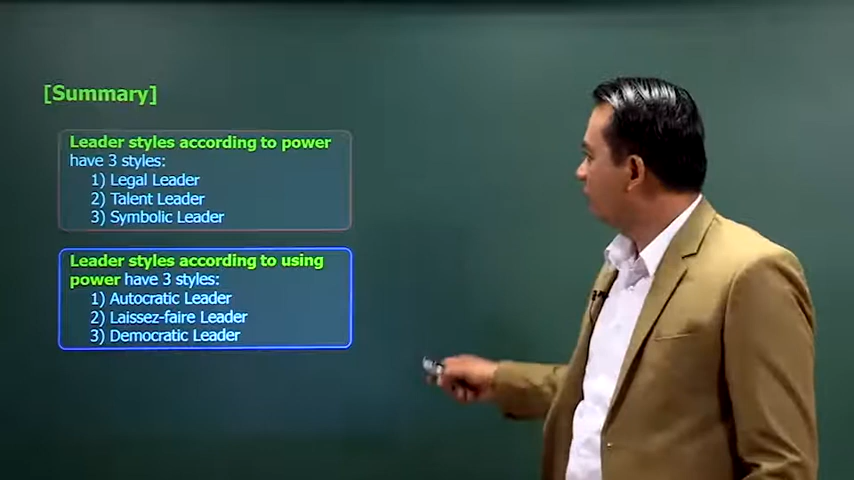 [Summary]
Leader styles according to power
have 3 styles:
1) Legal Leader
2) Talent Leader
3) Symbolic Leader
Leader styles according to using
power have 3 styles:
1) Autocratic Leader
2) Laissez-faire Leader
3) Democratic Leader